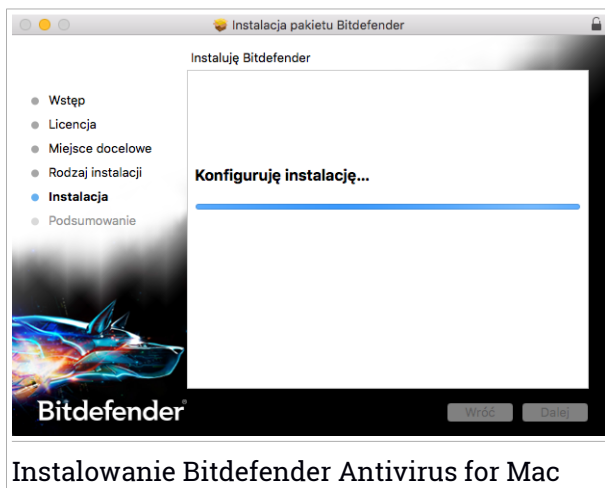 Instalacja pakietu Bitdefender
Instaluję Bitdefender
Wstęp
Licencja
Miejsce docelowe
Rodzaj instalacji
Instalacja
Podsumowanie
Konfiguruję instalację...
Bitdefender®
Wróć
Dalej
Instalowanie Bitdefender Antivirus for Mac